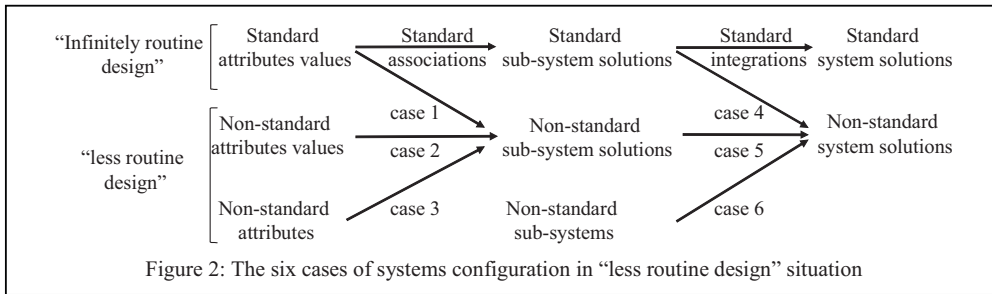 “Infinitely routine design”
Standard attributes values
Standard associations
Standard sub-system solutions
Standard integrations
Standard system solutions
“less routine design”
Non-standard attributes values
case 1
case 2
Non-standard sub-system solutions
case 4
case 5
Non-standard system solutions
Non-standard attributes
case 3
Non-standard sub-systems
case 6
Figure 2: The six cases of systems configuration in “less routine design” situation